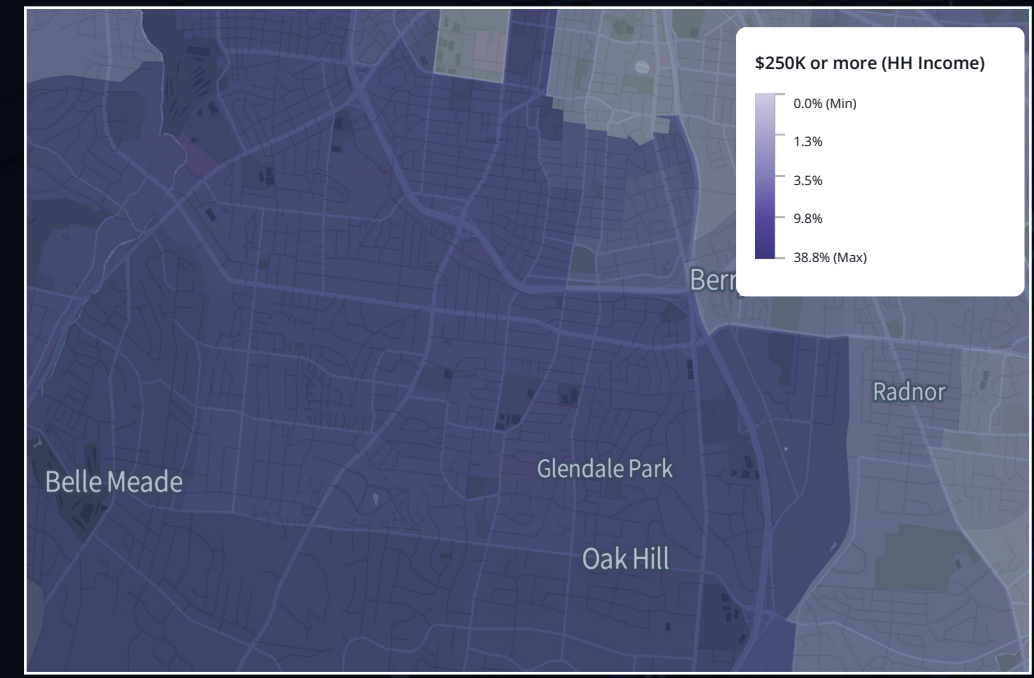 $250K or more (HH Income)
0.0% (Min)
1.3%
3.5%
9.8%
38.8% (Max)
Berr
Radnor
Glendale Park
Belle Meade
Oak Hill